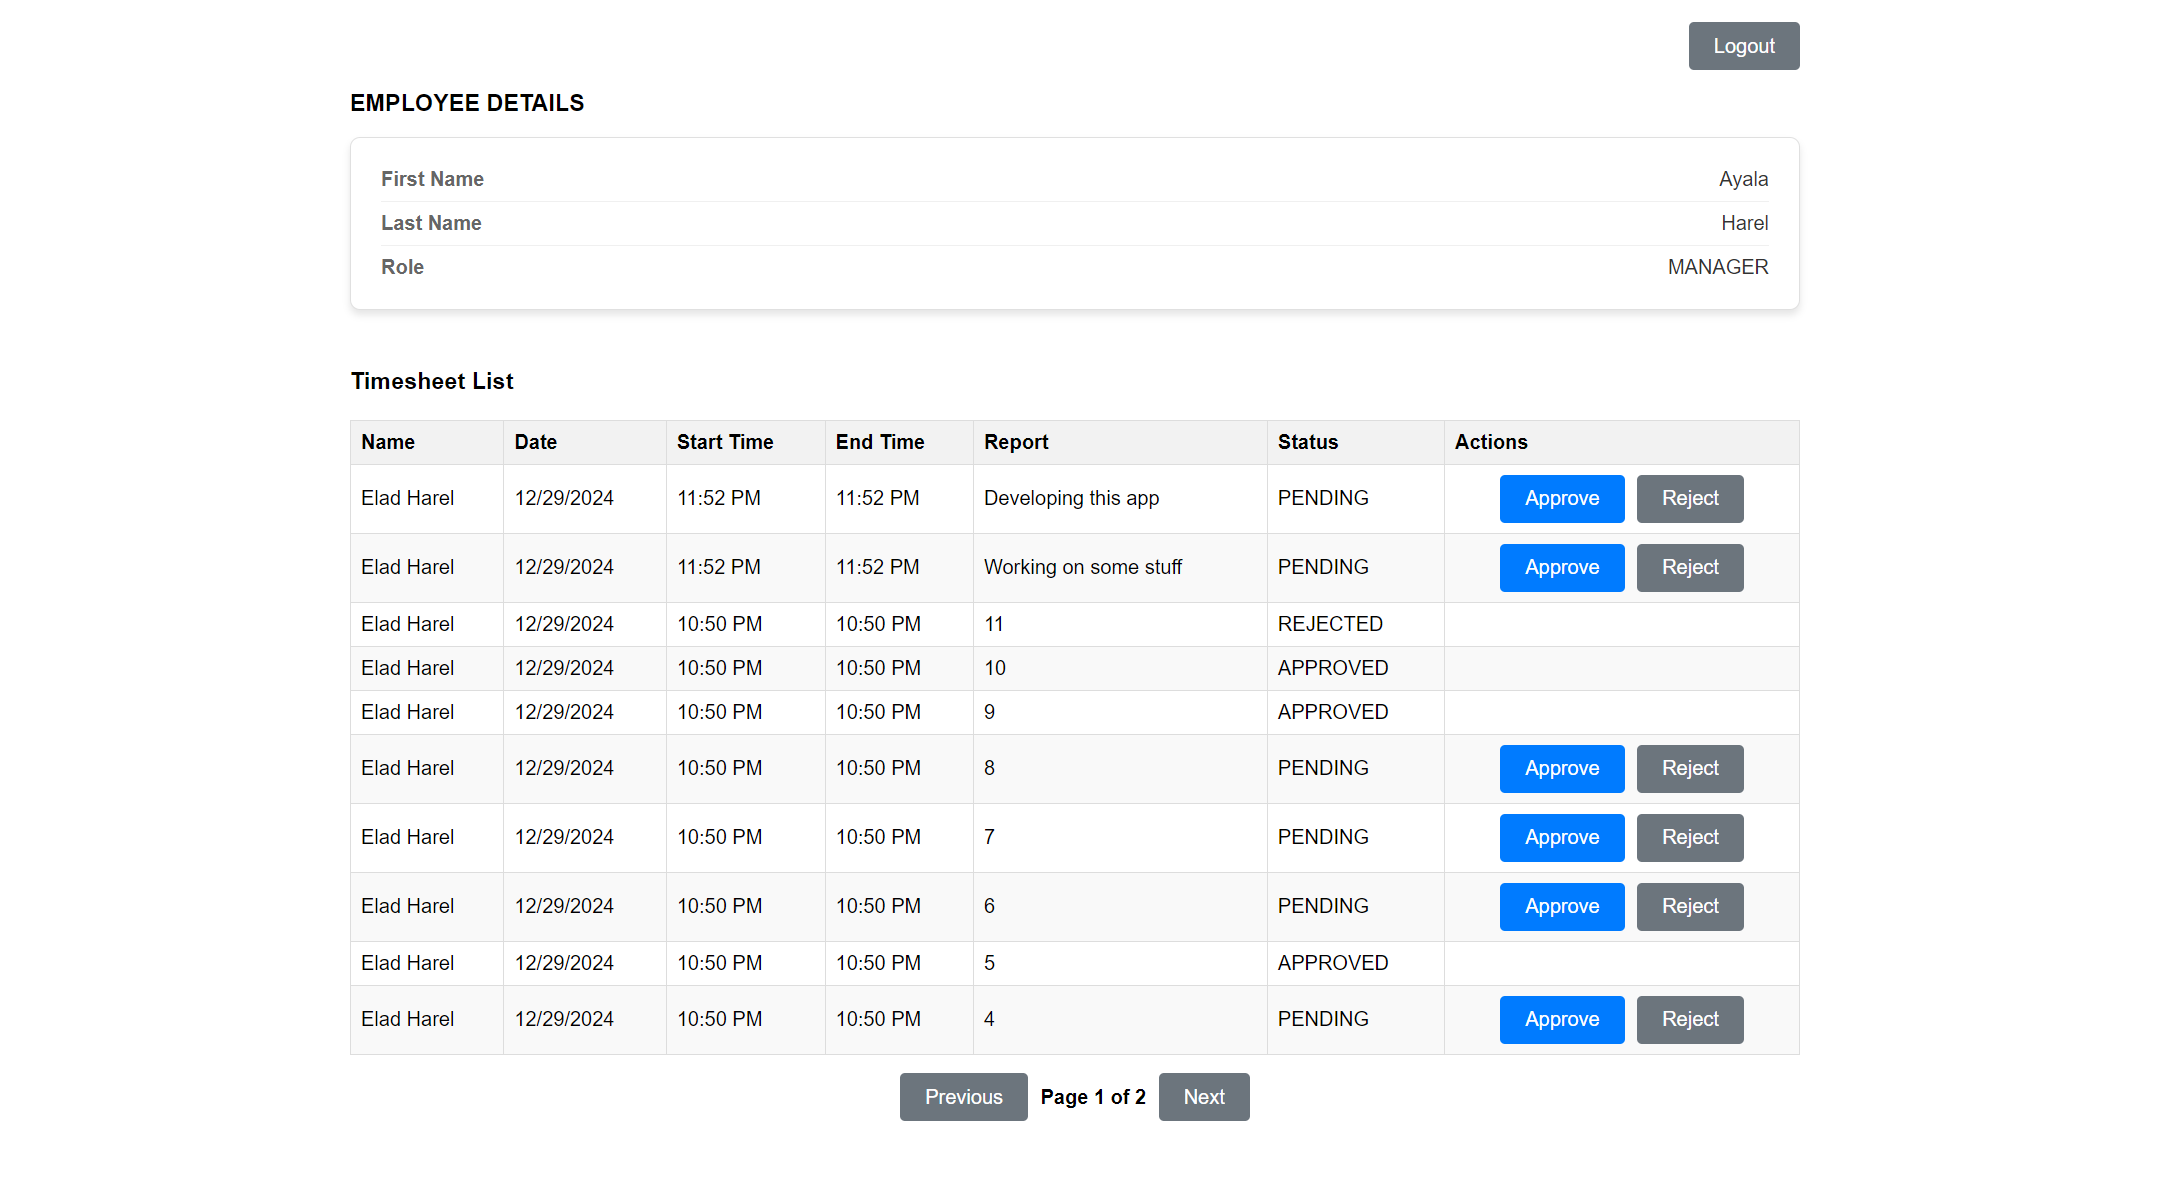 Logout
EMPLOYEE DETAILS
First Name Ayala
Last Name Harel
Role MANAGER
Timesheet List
Name Date Start Time End Time Report Status Actions
Elad Harel 12/29/2024 11:52 PM 11:52 PM Developing this app PENDING Approve Reject
Elad Harel 12/29/2024 11:52 PM 11:52 PM Working on some stuff PENDING Approve Reject
Elad Harel 12/29/2024 10:50 PM 10:50 PM 11 REJECTED
Elad Harel 12/29/2024 10:50 PM 10:50 PM 10 APPROVED
Elad Harel 12/29/2024 10:50 PM 10:50 PM 9 APPROVED
Elad Harel 12/29/2024 10:50 PM 10:50 PM 8 PENDING Approve Reject
Elad Harel 12/29/2024 10:50 PM 10:50 PM 7 PENDING Approve Reject
Elad Harel 12/29/2024 10:50 PM 10:50 PM 6 PENDING Approve Reject
Elad Harel 12/29/2024 10:50 PM 10:50 PM 5 APPROVED
Elad Harel 12/29/2024 10:50 PM 10:50 PM 4 PENDING Approve Reject
Previous Page 1 of 2 Next